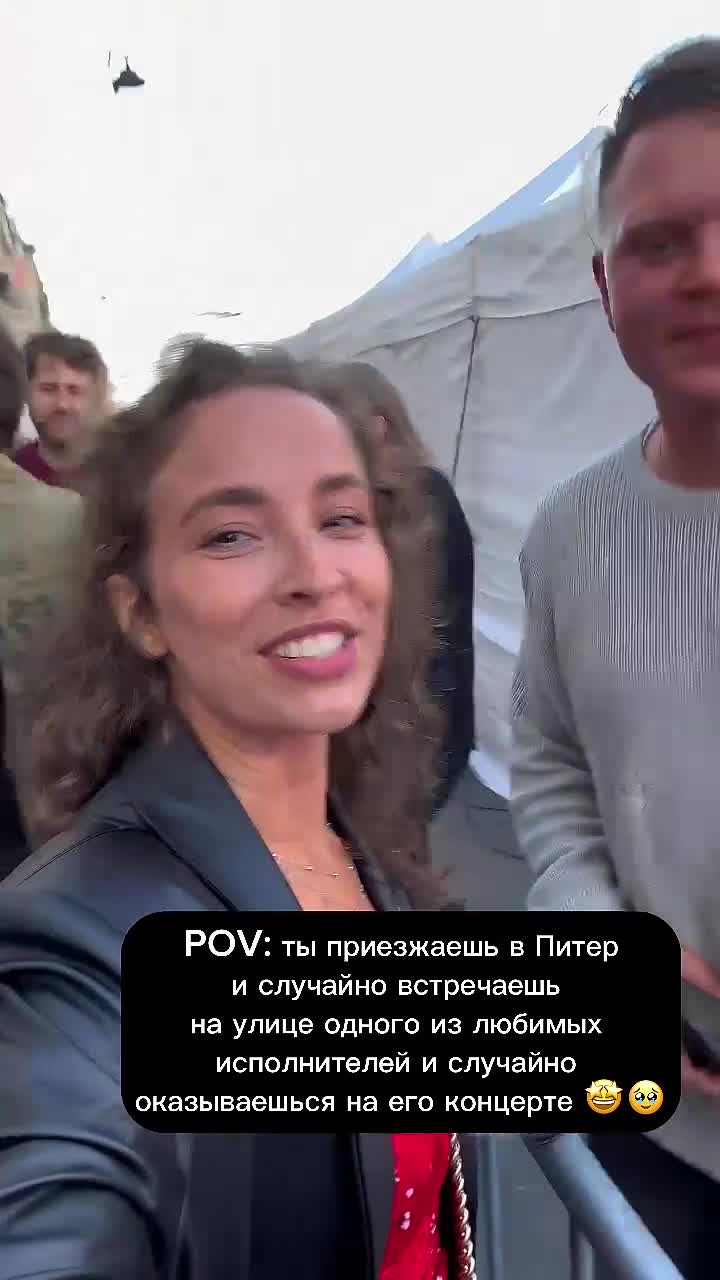 POV: ты приезжаешь в Питер
и случайно встречаешь
на улице одного из любимых
исполнителей и случайно
оказываешься на его концерте 🤩🥹